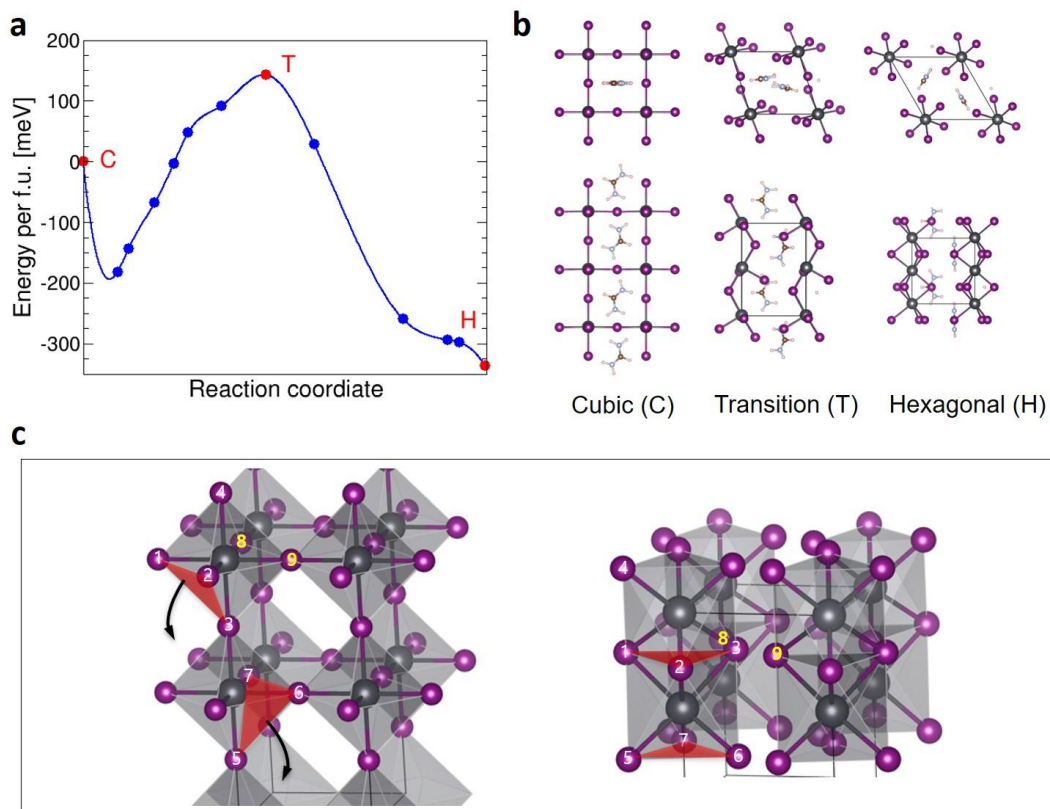 a
b
200
100
0
-100
-200
-300
Energy per f.u. [meV]
C
T
H
Reaction coordiate
Cubic (C)
Transition (T)
Hexagonal (H)
c
4
8
1
9
2
3
7
6
5
4
8
1
3
9
2
7
5
6